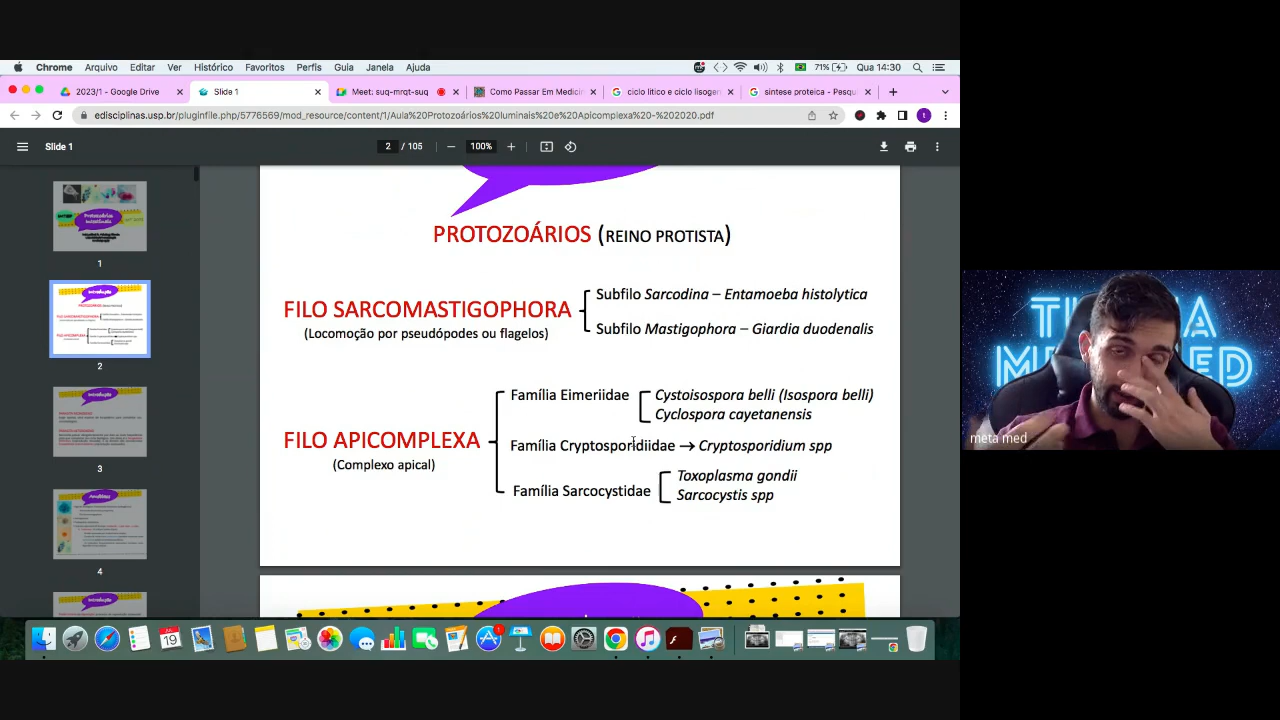 Chrome Arquivo Editar Ver Histórico Favoritos Perfis Guia Janela Ajuda 71% Qua 14:30
2023/1 - Google Drive
Slide 1
Meet: suq-mrqt-suq
Como Passar Em Medicin
ciclo lítico e ciclo lisogen
sintese proteica - Pesqui
edisciplinas.usp.br/pluginfile.php/5776569/mod_resource/content/1/Aula%20Protozoários%20luminais%20e%20Apicomplexa%20-%202020.pdf
Slide 1
2 / 105
100%
1
2
3
4
PROTOZOÁRIOS (REINO PROTISTA)
FILO SARCOMASTIGOPHORA
(Locomoção por pseudópodes ou flagelos)
Subfilo Sarcodina – Entamoeba histolytica
Subfilo Mastigophora – Giardia duodenalis
FILO APICOMPLEXA
(Complexo apical)
Família Eimeriidae
Cystoisospora belli (Isospora belli)
Cyclospora cayetanensis
Família Cryptosporidiidae → Cryptosporidium spp
Família Sarcocystidae
Toxoplasma gondii
Sarcocystis spp
meta med